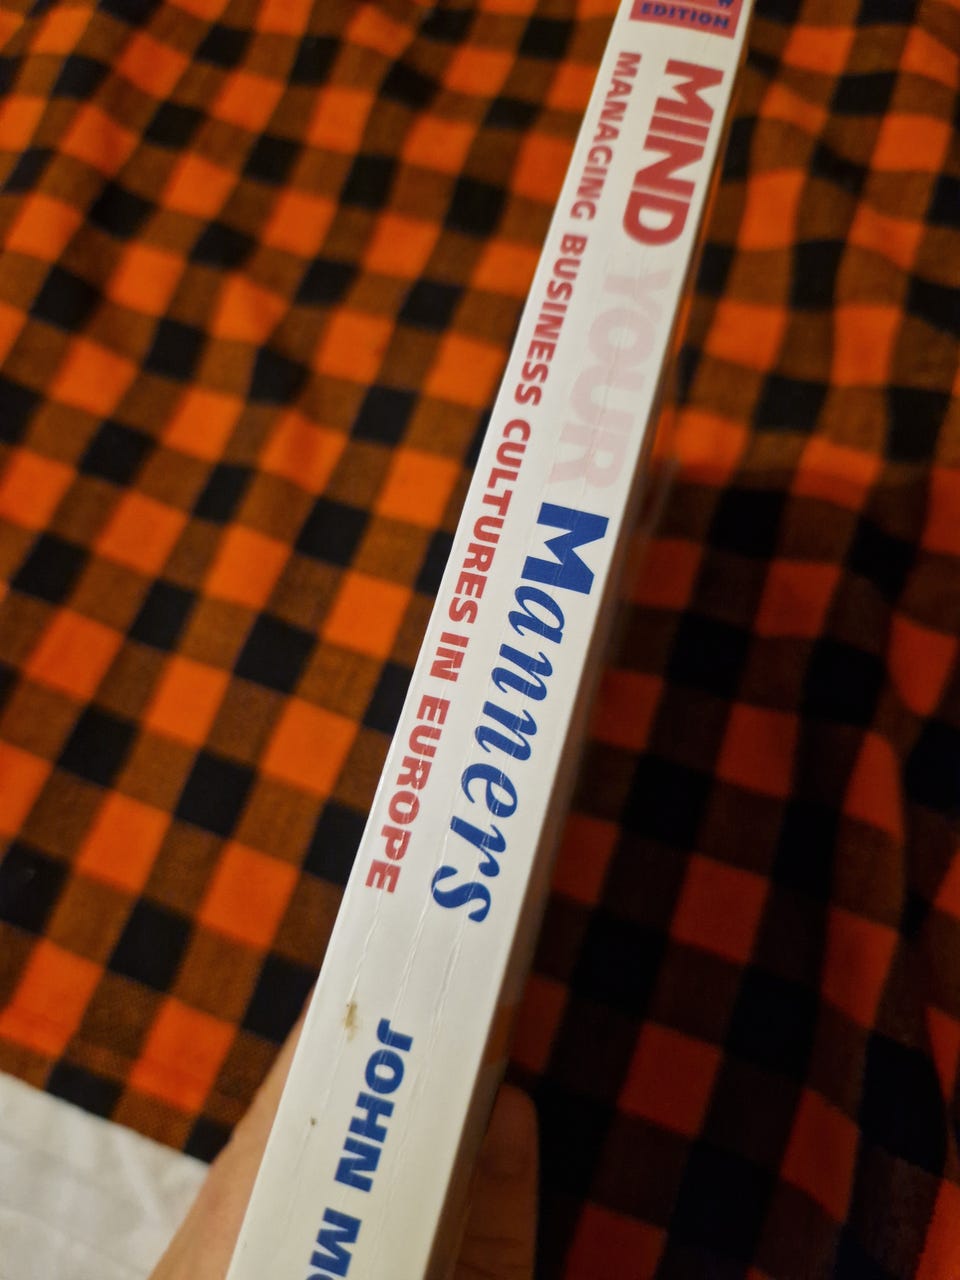 EDITION
MIND YOUR Manners
MANAGING BUSINESS CULTURES IN EUROPE
JOHN